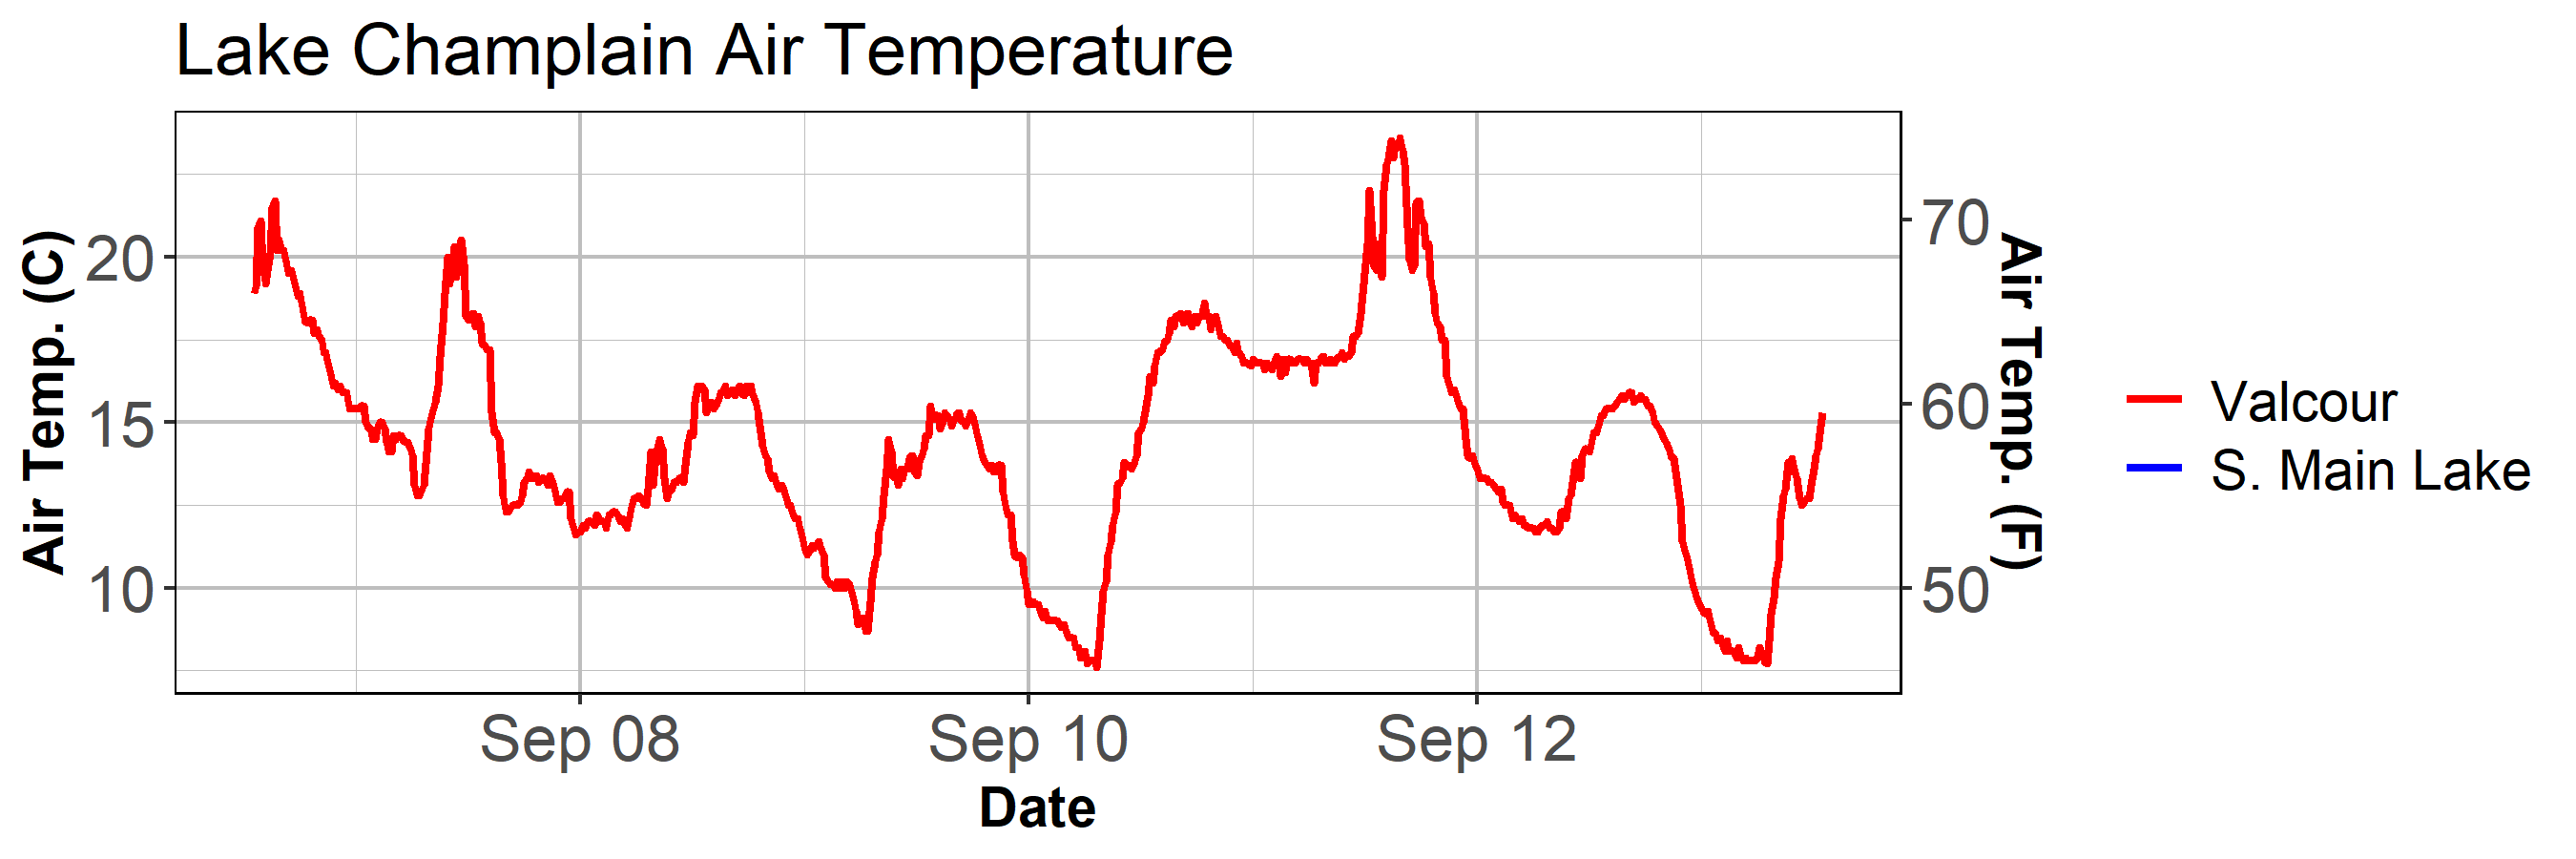 Lake Champlain Air Temperature
Air Temp. (C)
20
15
10
70
60
50
Air Temp. (F)
Sep 08
Sep 10
Sep 12
Date
Valcour
S. Main Lake